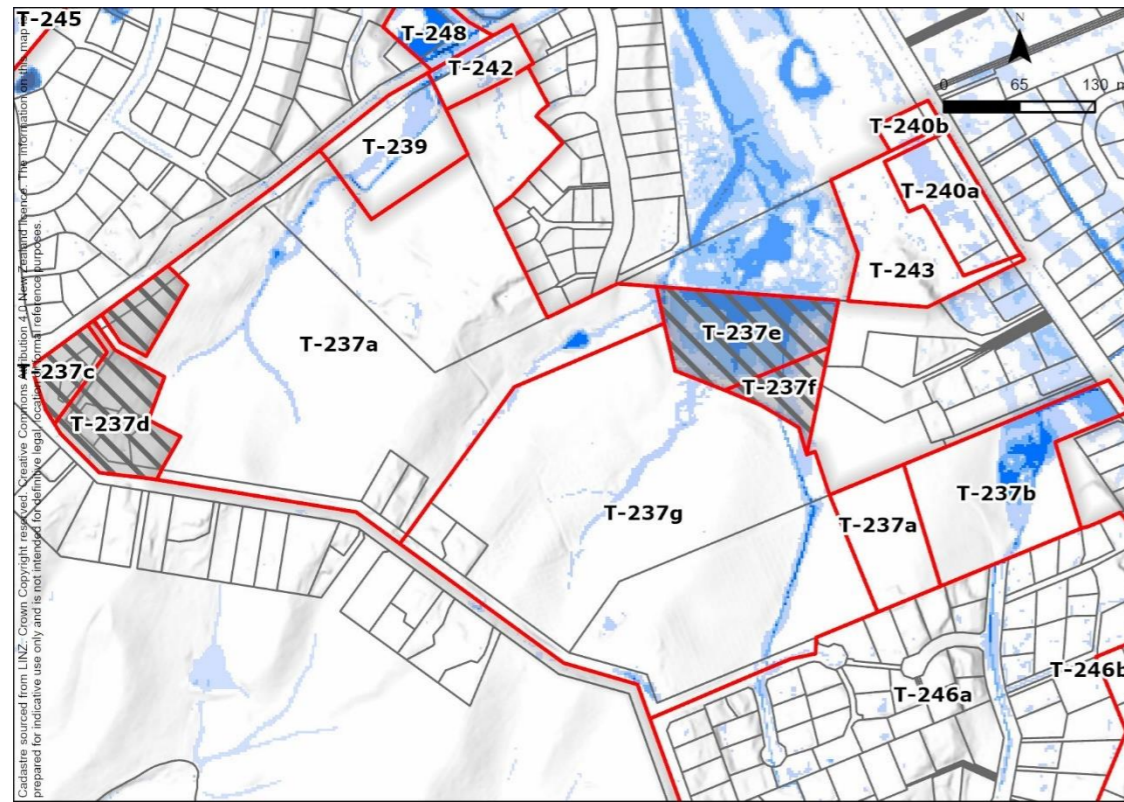 T-245
T-248
T-242
N
0 65 130 m
T-240b
T-239
T-240a
T-243
T-237e
T-237a
T-237c
T-237f
T-237d
T-237b
T-237g
T-237a
T-246b
T-246a
Cadastre sourced from LINZ. Crown Copyright reserved. Creative Commons Attribution 4.0 New Zealand licence. The information on this map is
prepared for indicative use only and is not intended for definitive legal, location or formal reference purposes.